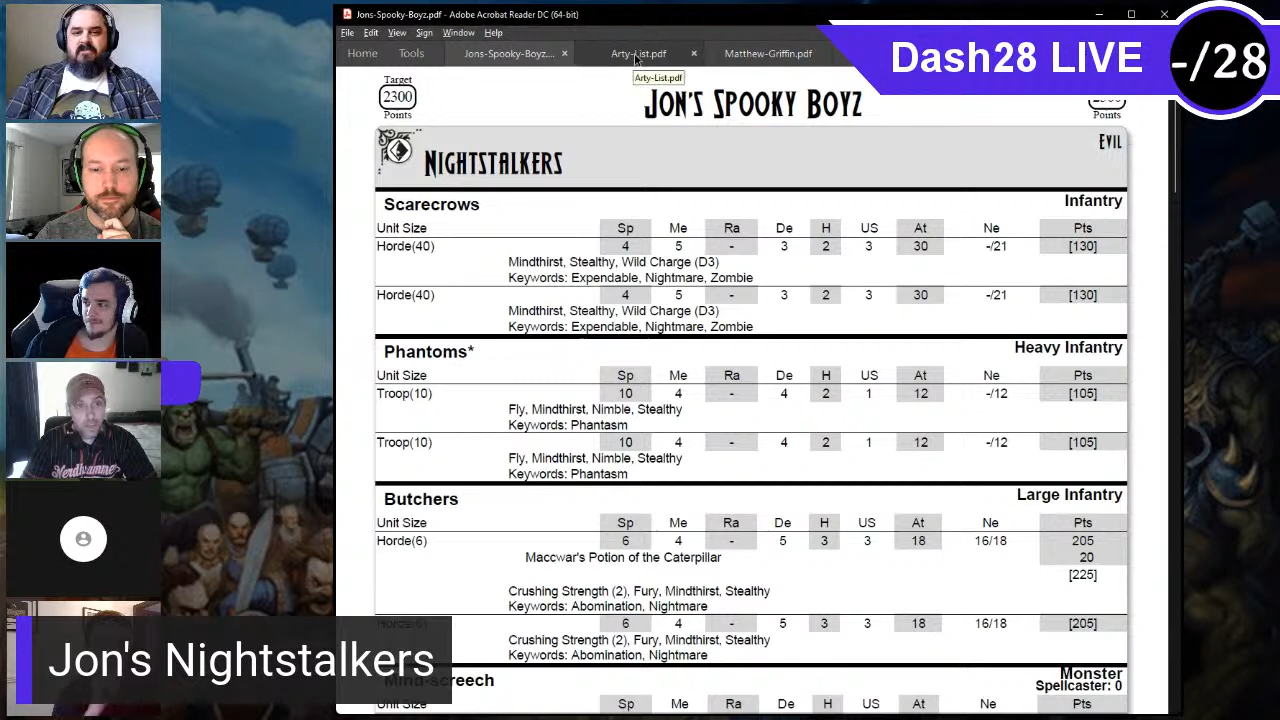 Jons-Spooky-Boyz.pdf - Adobe Acrobat Reader DC (64-bit)
File Edit View Sign Window Help
Home Tools Jons-Spooky-Boyz.... × Arty-List.pdf × Matthew-Griffin.pdf
Arty-List.pdf
Dash28 LIVE -/28
Target
2300
Points
Jon's Spooky Boyz
Points
Nightstalkers
Evil
Scarecrows Infantry
Unit Size Sp Me Ra De H US At Ne Pts
Horde(40) 4 5 - 3 2 3 30 -/21 [130]
Mindthirst, Stealthy, Wild Charge (D3)
Keywords: Expendable, Nightmare, Zombie
Horde(40) 4 5 - 3 2 3 30 -/21 [130]
Mindthirst, Stealthy, Wild Charge (D3)
Keywords: Expendable, Nightmare, Zombie
Phantoms* Heavy Infantry
Unit Size Sp Me Ra De H US At Ne Pts
Troop(10) 10 4 - 4 2 1 12 -/12 [105]
Fly, Mindthirst, Nimble, Stealthy
Keywords: Phantasm
Troop(10) 10 4 - 4 2 1 12 -/12 [105]
Fly, Mindthirst, Nimble, Stealthy
Keywords: Phantasm
Butchers Large Infantry
Unit Size Sp Me Ra De H US At Ne Pts
Horde(6) 6 4 - 5 3 3 18 16/18 205
Maccwar's Potion of the Caterpillar 20
[225]
Crushing Strength (2), Fury, Mindthirst, Stealthy
Keywords: Abomination, Nightmare
Horde(6) 6 4 - 5 3 3 18 16/18 [205]
Crushing Strength (2), Fury, Mindthirst, Stealthy
Keywords: Abomination, Nightmare
Mind-screech Monster
Spellcaster: 0
Sp Me Ra De H US At Ne Pts
Jon's Nightstalkers